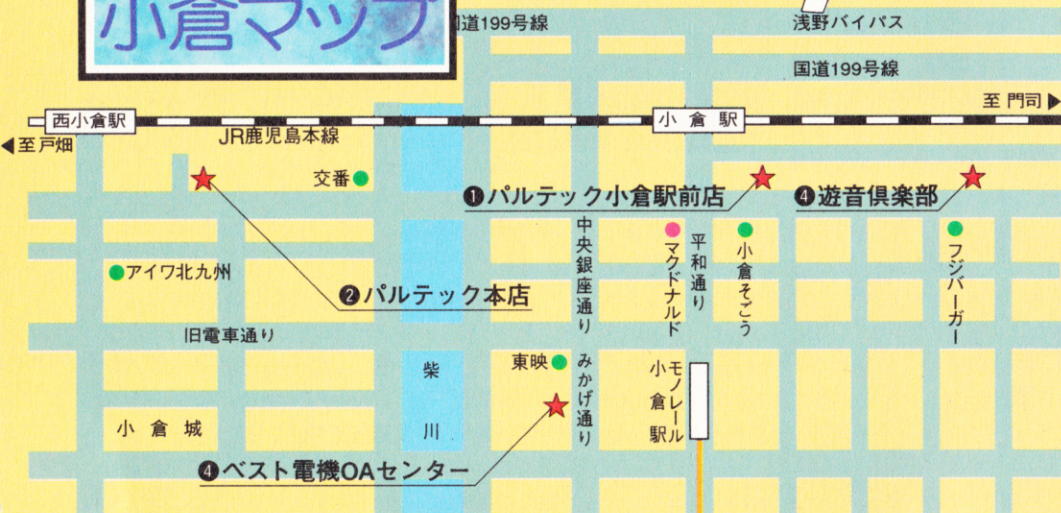 小倉マップ
国道199号線
浅野バイパス
国道199号線
至 門司▶
西小倉駅
小倉駅
◀至戸畑
JR鹿児島本線
交番
❶パルテック小倉駅前店
❹遊音倶楽部
中央銀座通り
マクドナルド
平和通り
小倉そごう
フジバーガー
アイワ北九州
❷パルテック本店
旧電車通り
柴川
東映
みかげ通り
モノレール
小倉駅
小倉城
❹ベスト電機OAセンター